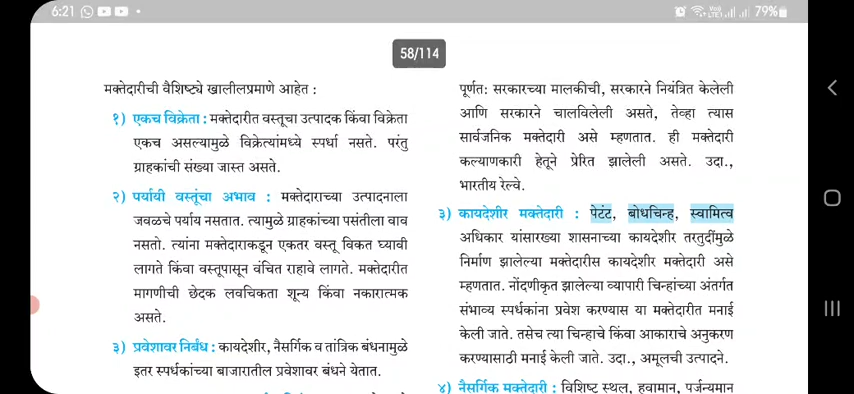 6:21
79%
58/114
मक्तेदारीची वैशिष्ट्ये खालीलप्रमाणे आहेत :
१) एकच विक्रेता : मक्तेदारीत वस्तूचा उत्पादक किंवा विक्रेता
एकच असल्यामुळे विक्रेत्यांमध्ये स्पर्धा नसते. परंतु
ग्राहकांची संख्या जास्त असते.
२) पर्यायी वस्तूंचा अभाव : मक्तेदाराच्या उत्पादनाला
जवळचे पर्याय नसतात. त्यामुळे ग्राहकांच्या पसंतीला वाव
नसतो. त्यांना मक्तेदाराकडून एकतर वस्तू विकत घ्यावी
लागते किंवा वस्तूपासून वंचित राहावे लागते. मक्तेदारीत
मागणीची छेदक लवचिकता शून्य किंवा नकारात्मक
असते.
३) प्रवेशावर निर्बंध : कायदेशीर, नैसर्गिक व तांत्रिक बंधनामुळे
इतर स्पर्धकांच्या बाजारातील प्रवेशावर बंधने येतात.
पूर्णत: सरकारच्या मालकीची, सरकारने नियंत्रित केलेली
आणि सरकारने चालविलेली असते, तेव्हा त्यास
सार्वजनिक मक्तेदारी असे म्हणतात. ही मक्तेदारी
कल्याणकारी हेतूने प्रेरित झालेली असते. उदा.,
भारतीय रेल्वे.
३) कायदेशीर मक्तेदारी : पेटंट, बोधचिन्ह, स्वामित्व
अधिकार यांसारख्या शासनाच्या कायदेशीर तरतुदींमुळे
निर्माण झालेल्या मक्तेदारीस कायदेशीर मक्तेदारी असे
म्हणतात. नोंदणीकृत झालेल्या व्यापारी चिन्हांच्या अंतर्गत
संभाव्य स्पर्धकांना प्रवेश करण्यास या मक्तेदारीत मनाई
केली जाते. तसेच त्या चिन्हाचे किंवा आकाराचे अनुकरण
करण्यासाठी मनाई केली जाते. उदा., अमूलची उत्पादने.
४) नैसर्गिक मक्तेदारी : विशिष्ट स्थल, हवामान, पर्जन्यमान